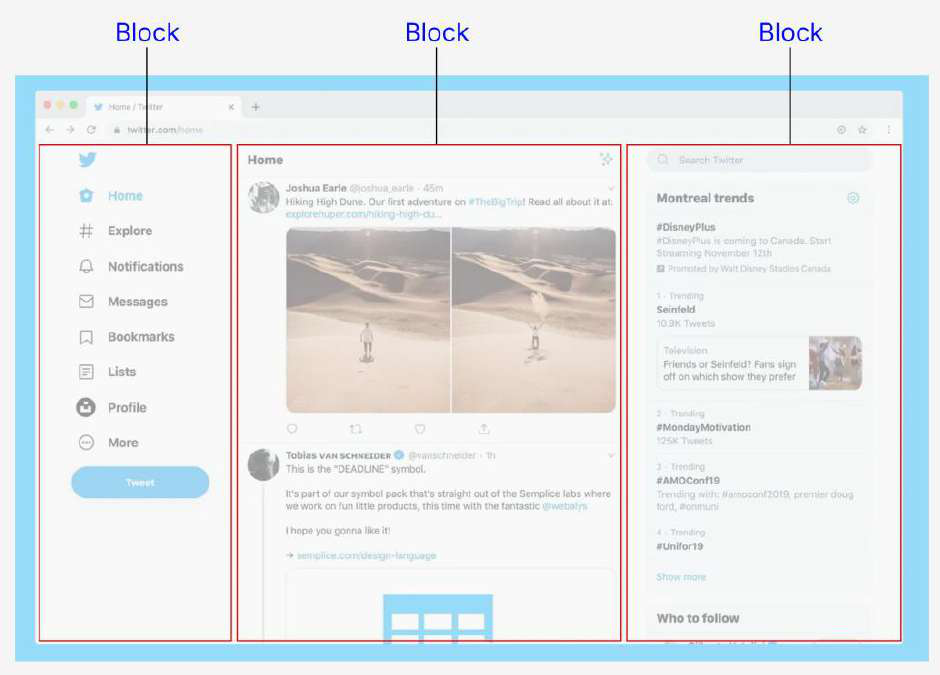 Block
Block
Block
Home / Twitter
twitter.com/home
Home
Explore
Notifications
Messages
Bookmarks
Lists
Profile
More
Tweet
Home
Joshua Earle @joshua_earle · 45m
Hiking High Dune. Our first adventure on #TheBigTrip! Read all about it at:
explorehuper.com/hiking-high-du...
Tobias VAN SCHNEIDER @vanschneider · 1h
This is the "DEADLINE" symbol.
It's part of our symbol pack that's straight out of the Semplice labs where
we work on fun little products, this time with the fantastic @webalys
I hope you gonna like it!
→ semplice.com/design-language
Search Twitter
Montreal trends
#DisneyPlus
#DisneyPlus is coming to Canada. Start
Streaming November 12th
Promoted by Walt Disney Studios Canada
1 · Trending
Seinfeld
10.9K Tweets
Television
Friends or Seinfeld? Fans sign
off on which show they prefer
2 · Trending
#MondayMotivation
125K Tweets
3 · Trending
#AMOConf19
Trending with: #amoconf2019, premier doug
ford, #onmuni
4 · Trending
#Unifor19
Show more
Who to follow